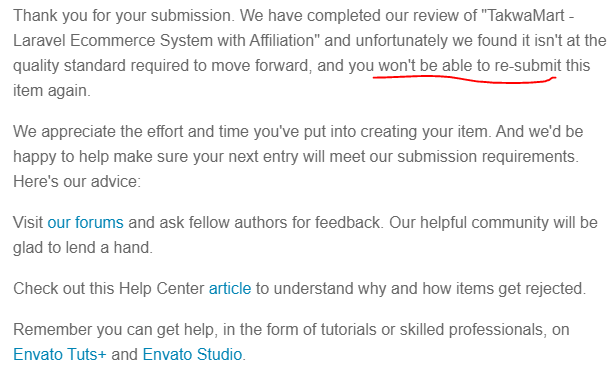 Thank you for your submission. We have completed our review of "TakwaMart -
Laravel Ecommerce System with Affiliation" and unfortunately we found it isn't at the
quality standard required to move forward, and you won't be able to re-submit this
item again.
We appreciate the effort and time you've put into creating your item. And we'd be
happy to help make sure your next entry will meet our submission requirements.
Here's our advice:
Visit our forums and ask fellow authors for feedback. Our helpful community will be
glad to lend a hand.
Check out this Help Center article to understand why and how items get rejected.
Remember you can get help, in the form of tutorials or skilled professionals, on
Envato Tuts+ and Envato Studio.